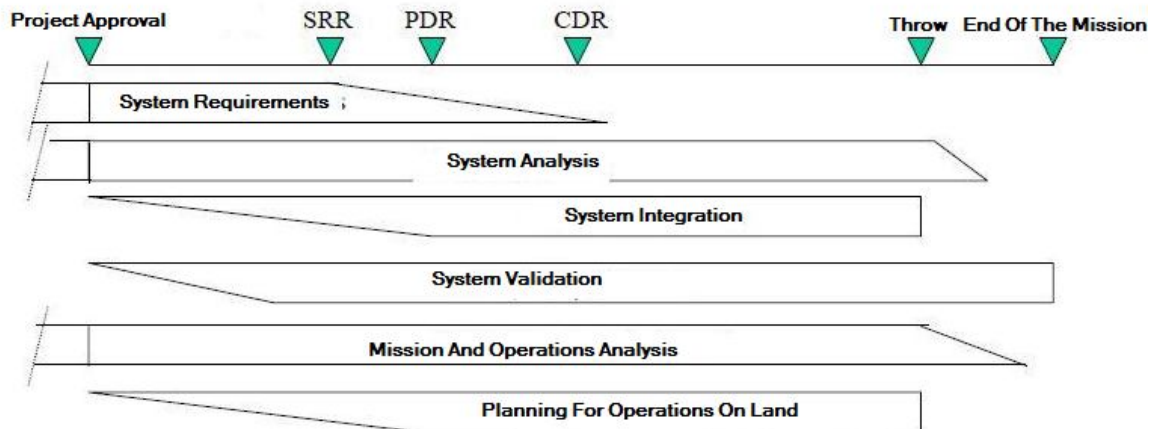 Project Approval SRR PDR CDR Throw End Of The Mission
System Requirements ;
System Analysis
System Integration
System Validation
Mission And Operations Analysis
Planning For Operations On Land